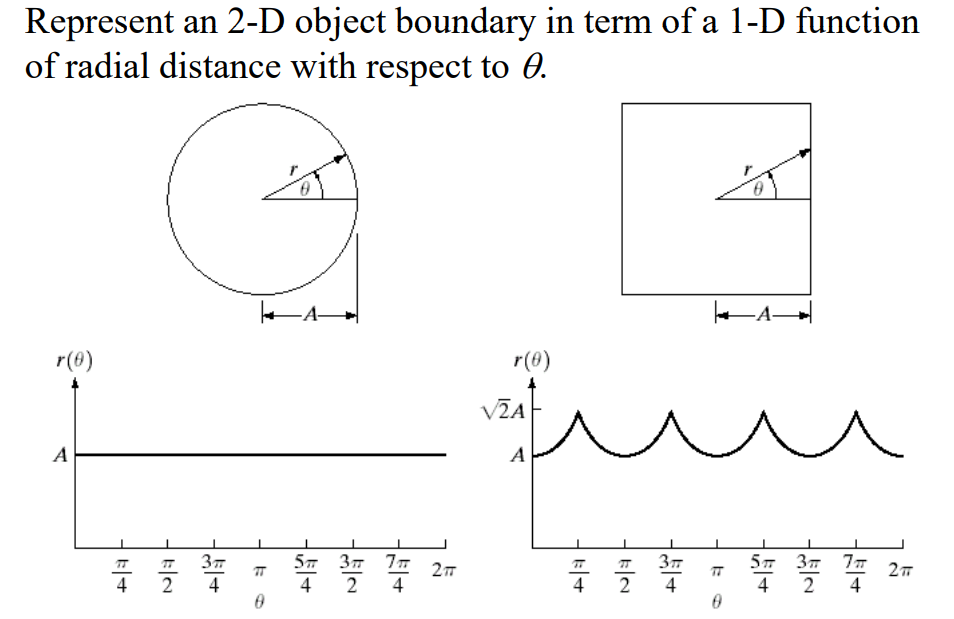 Represent an 2-D object boundary in term of a 1-D function
of radial distance with respect to θ.
r
θ
A
r
θ
A
r(θ)
A
π/4 π/2 3π/4 π 5π/4 3π/2 7π/4 2π
θ
r(θ)
√2A
A
π/4 π/2 3π/4 π 5π/4 3π/2 7π/4 2π
θ